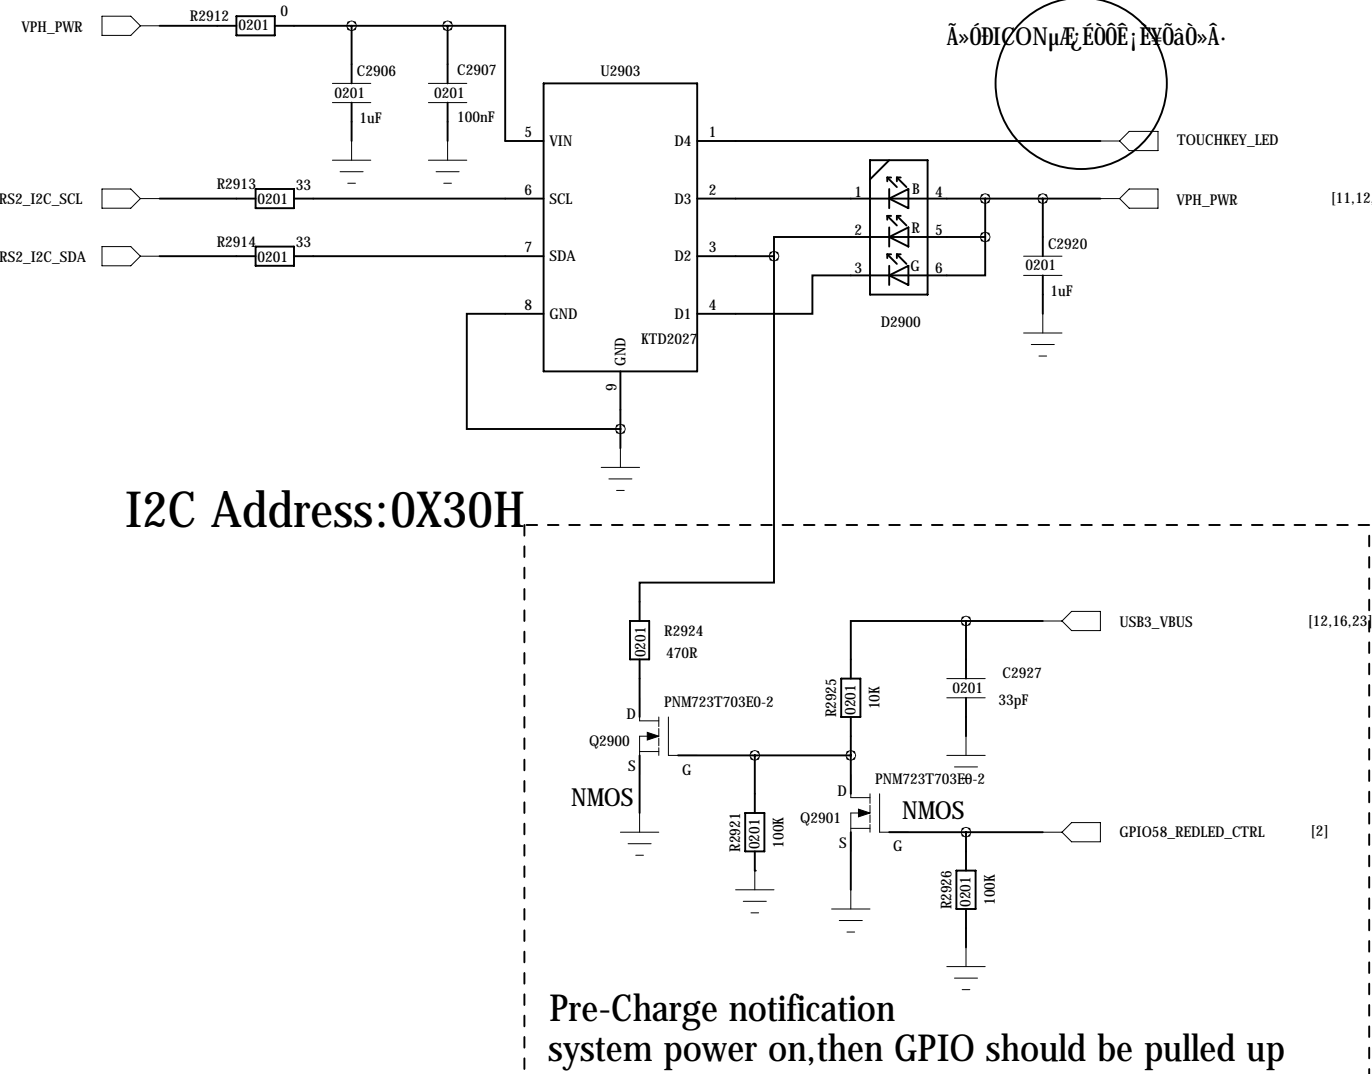 VPH_PWR
R2912
0
0201
Ã»ÓÐICONµÆ¿ÉÒÔÊ¡Ê¥ÕâÒ»Â·
C2906
0201
1uF
C2907
0201
100nF
U2903
5
VIN
D4
1
TOUCHKEY_LED
RS2_I2C_SCL
R2913
33
0201
6
SCL
D3
2
1
B
4
VPH_PWR
[11,12,
2
R
5
RS2_I2C_SDA
R2914
33
0201
7
SDA
D2
3
3
G
6
C2920
0201
1uF
8
GND
D1
4
D2900
KTD2027
GND
9
I2C Address:0X30H
R2924
0201
470R
USB3_VBUS
[12,16,23]
R2925
0201
10K
C2927
0201
33pF
PNM723T703E0-2
D
Q2900
S
G
NMOS
PNM723T703E0-2
D
Q2901
S
G
NMOS
R2921
0201
100K
GPIO58_REDLED_CTRL
[2]
R2926
0201
100K
Pre-Charge notification
system power on,then GPIO should be pulled up